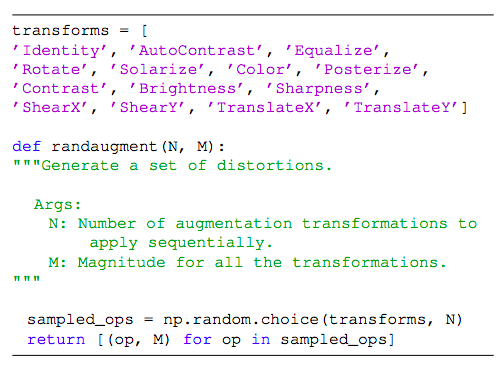 transforms = [
’Identity’, ’AutoContrast’, ’Equalize’,
’Rotate’, ’Solarize’, ’Color’, ’Posterize’,
’Contrast’, ’Brightness’, ’Sharpness’,
’ShearX’, ’ShearY’, ’TranslateX’, ’TranslateY’]
def randaugment(N, M):
"""Generate a set of distortions.
Args:
N: Number of augmentation transformations to
apply sequentially.
M: Magnitude for all the transformations.
"""
sampled_ops = np.random.choice(transforms, N)
return [(op, M) for op in sampled_ops]